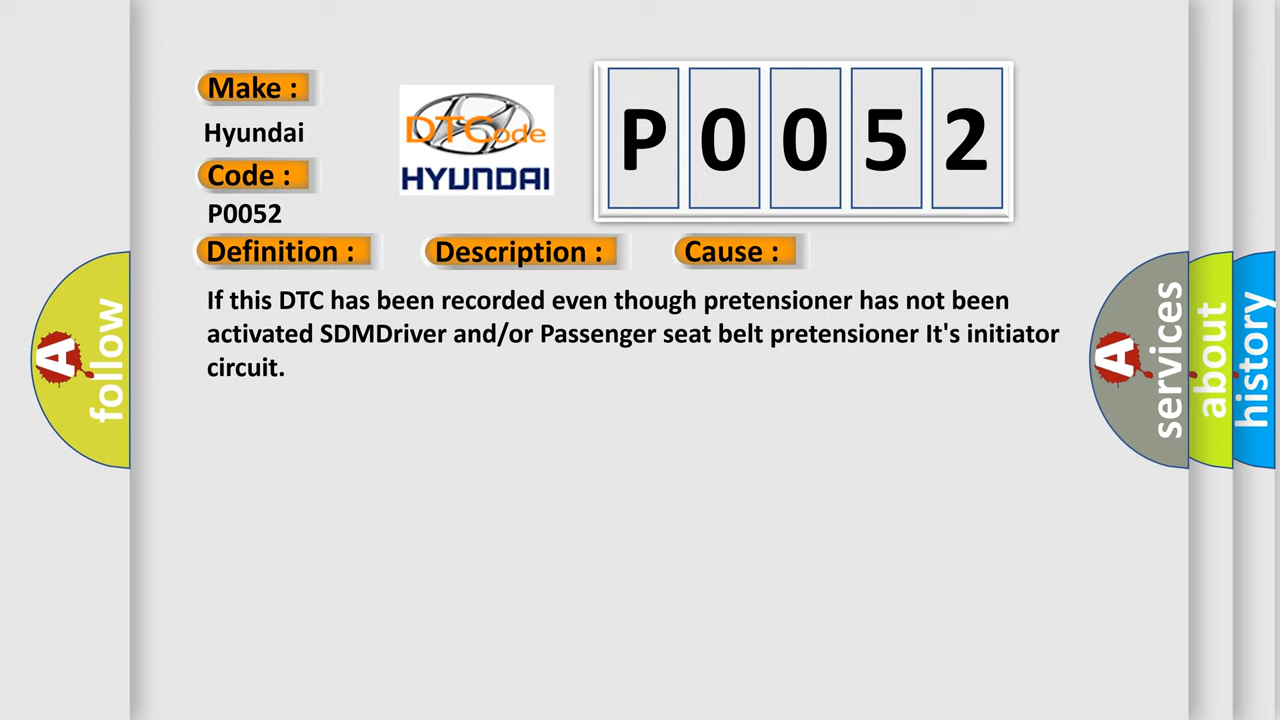 Make :
Hyundai
Code :
P0052
DTCode
HYUNDAI
P0052
Definition :
Description :
Cause :
If this DTC has been recorded even though pretensioner has not been
activated SDMDriver and/or Passenger seat belt pretensioner It's initiator
circuit.
A follow
A services
about
history